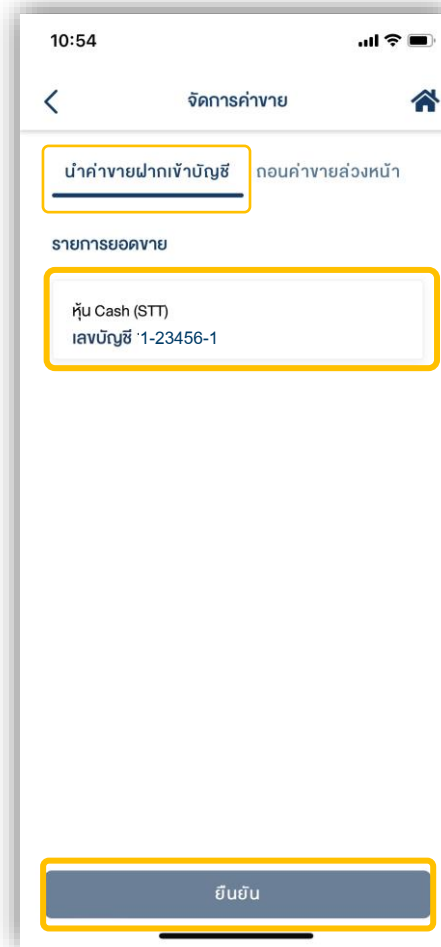 10:54
จัดการค่าขาย
นำค่าขายฝากเข้าบัญชี ถอนค่าขายล่วงหน้า
รายการยอดขาย
หุ้น Cash (STT)
เลขบัญชี 1-23456-1
ยืนยัน